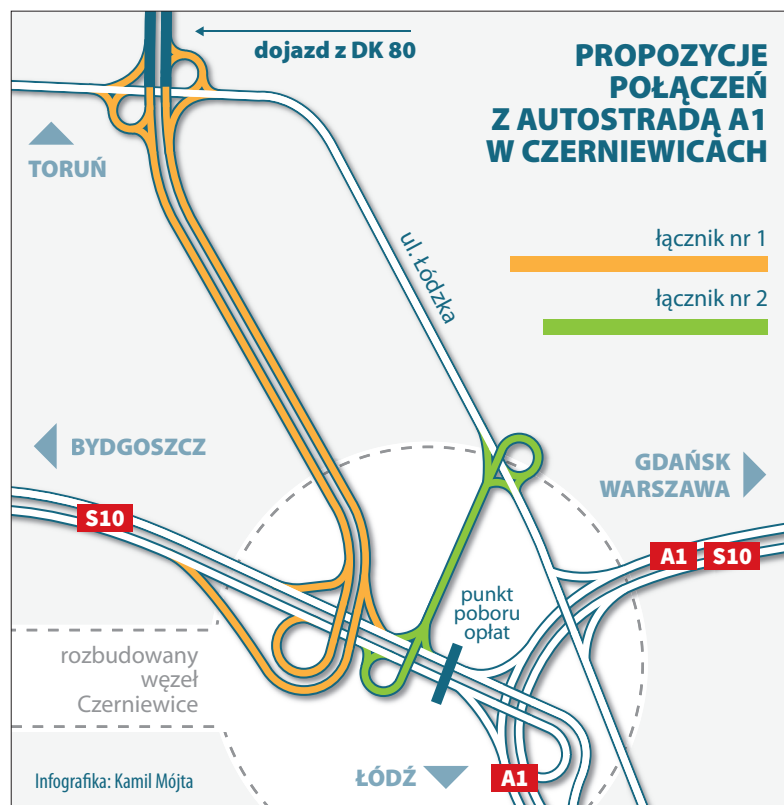 dojazd z DK 80
PROPOZYCJE
POŁĄCZEŃ
Z AUTOSTRADĄ A1
W CZERNIEWICACH
TORUŃ
łącznik nr 1
łącznik nr 2
ul. Łódzka
BYDGOSZCZ
GDAŃSK
WARSZAWA
S10
A1
S10
punkt
poboru
opłat
rozbudowany
węzeł
Czerniewice
Infografika: Kamil Mójta
ŁÓDŹ
A1